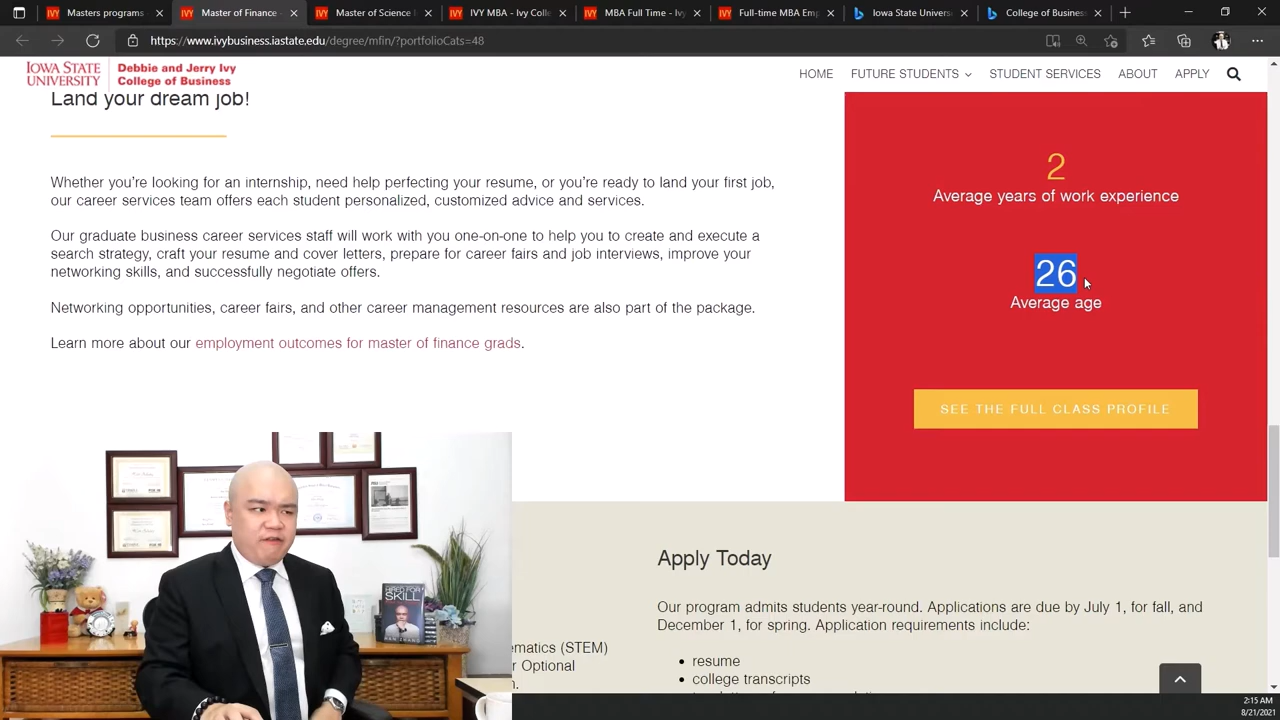 Masters programs
Master of Finance -
Master of Science i
IVY MBA - Ivy Colle
MBA Full Time - Ivy
Full-time MBA Emp
Iowa State Universi
College of Business
https://www.ivybusiness.iastate.edu/degree/mfin/?portfolioCats=48
IOWA STATE
UNIVERSITY
Debbie and Jerry Ivy
College of Business
HOME FUTURE STUDENTS STUDENT SERVICES ABOUT APPLY
Land your dream job!
Whether you're looking for an internship, need help perfecting your resume, or you're ready to land your first job,
our career services team offers each student personalized, customized advice and services.
Our graduate business career services staff will work with you one-on-one to help you to create and execute a
search strategy, craft your resume and cover letters, prepare for career fairs and job interviews, improve your
networking skills, and successfully negotiate offers.
Networking opportunities, career fairs, and other career management resources are also part of the package.
Learn more about our employment outcomes for master of finance grads.
2
Average years of work experience
26
Average age
SEE THE FULL CLASS PROFILE
Apply Today
Our program admits students year-round. Applications are due by July 1, for fall, and
December 1, for spring. Application requirements include:
• resume
• college transcripts
ematics (STEM)
r Optional
SKILL
2:15 AM
8/21/2021